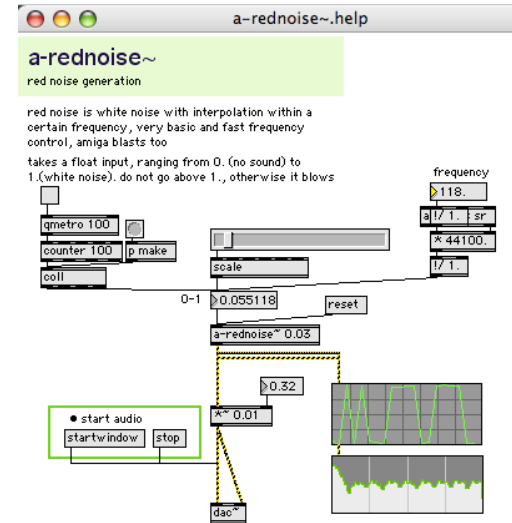 a-rednoise~.help
a-rednoise~
red noise generation
red noise is white noise with interpolation within a
certain frequency, very basic and fast frequency
control, amiga blasts too
takes a float input, ranging from 0. (no sound) to
1.(white noise). do not go above 1., otherwise it blows
frequency
118.
a !/ 1. sr
qmetro 100
* 44100.
counter 100 p make
!/ 1.
coll
scale
0-1 0.055118
reset
a-rednoise~ 0.03
0.32
*~ 0.01
● start audio
startwindow stop
dac~